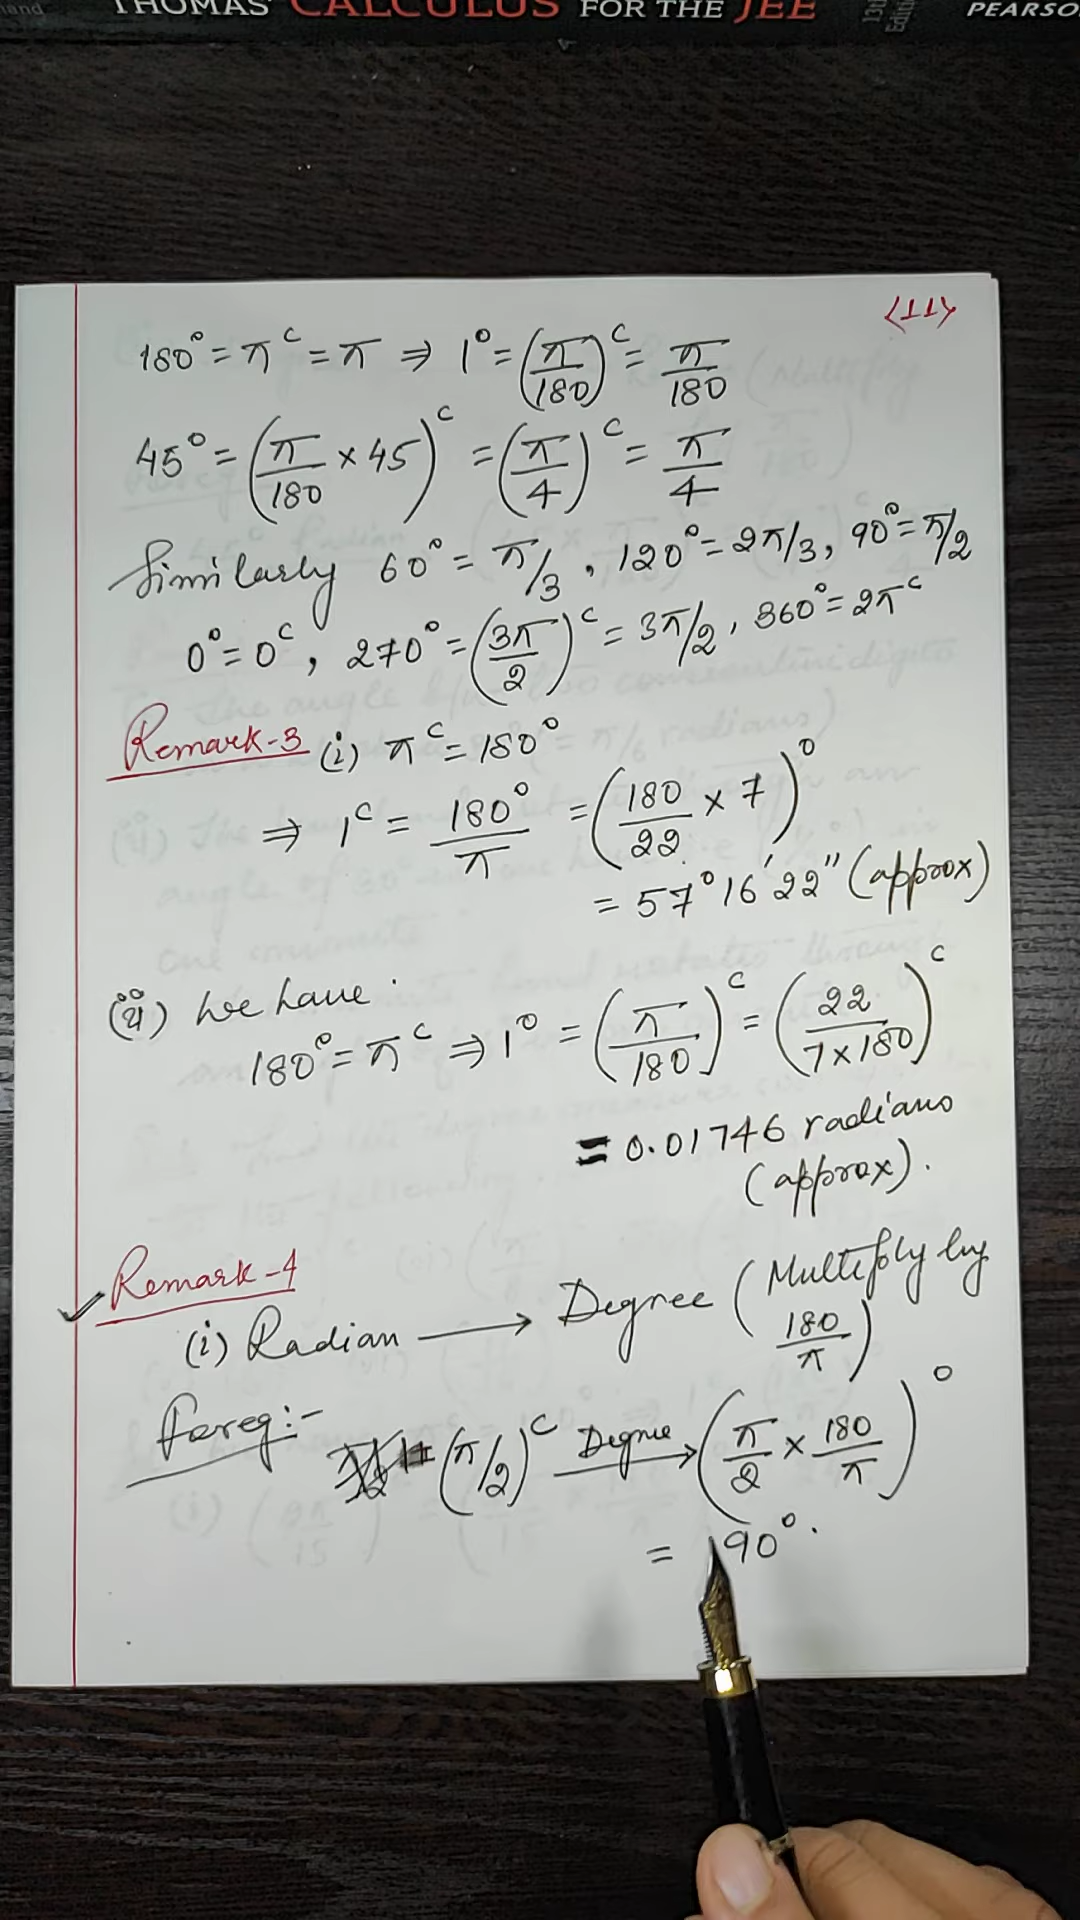 THOMAS' CALCULUS FOR THE JEE 13th Edition PEARSO
<11>
180° = π^c = π ⇒ 1° = (π/180)^c = π/180
45° = (π/180 × 45)^c = (π/4)^c = π/4
Similarly 60° = π/3, 120° = 2π/3, 90° = π/2
0° = 0^c, 270° = (3π/2)^c = 3π/2, 360° = 2π^c
Remark-3 (i) π^c = 180°
⇒ 1^c = 180°/π = (180/22 × 7)°
= 57° 16' 22" (approx)
(ii) we have
180° = π^c ⇒ 1° = (π/180)^c = (22/7×180)^c
= 0.01746 radians
(approx).
Remark-4
(i) Radian → Degree (Multiply by 180/π)
Foreg:- (π/2)^c Degree→ (π/2 × 180/π)°
= 90°.